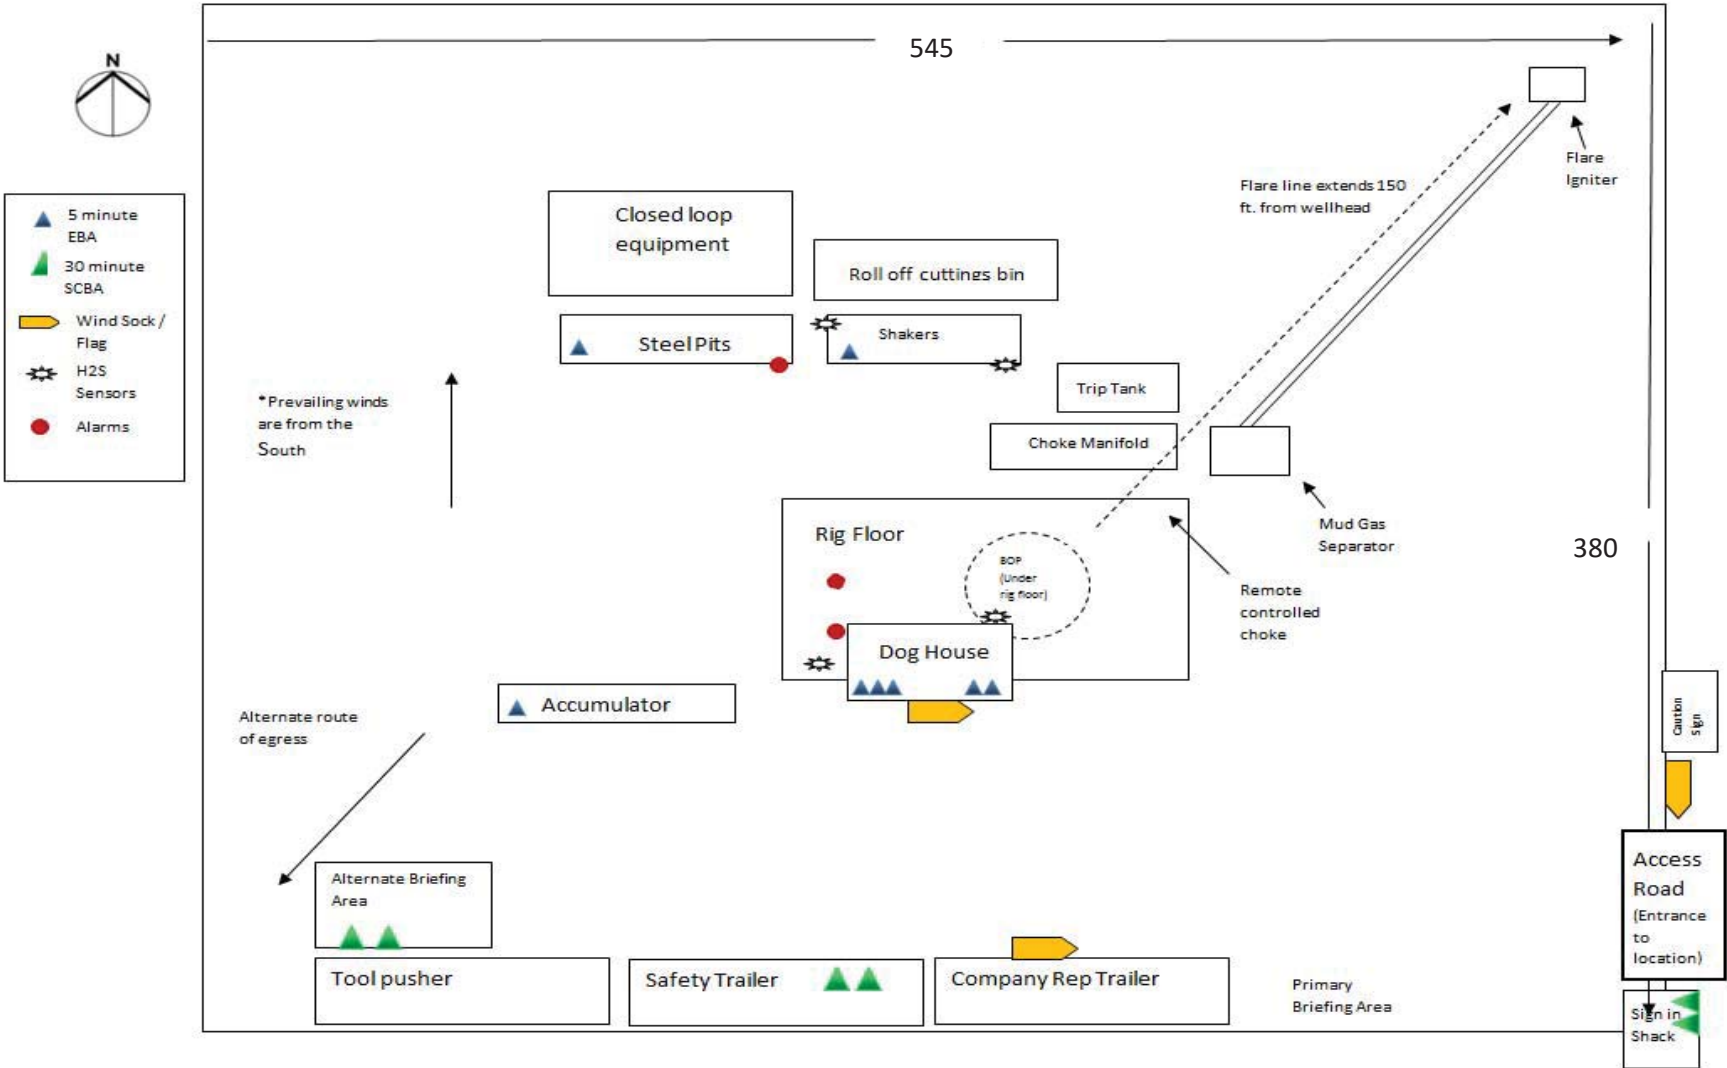 545
N
Flare
Igniter
Flare line extends 150
ft. from wellhead
5 minute
EBA
30 minute
SCBA
Wind Sock /
Flag
H2S
Sensors
Alarms
Closed loop
equipment
Roll off cuttings bin
Steel Pits
Shakers
Trip Tank
*Prevailing winds
are from the
South
Choke Manifold
Mud Gas
Separator
380
Rig Floor
BOP
(Under
rig floor)
Remote
controlled
choke
Dog House
Accumulator
Alternate route
of egress
Caution
Sign
Access
Road
(Entrance
to
location)
Alternate Briefing
Area
Tool pusher
Safety Trailer
Company Rep Trailer
Primary
Briefing Area
Sign in
Shack